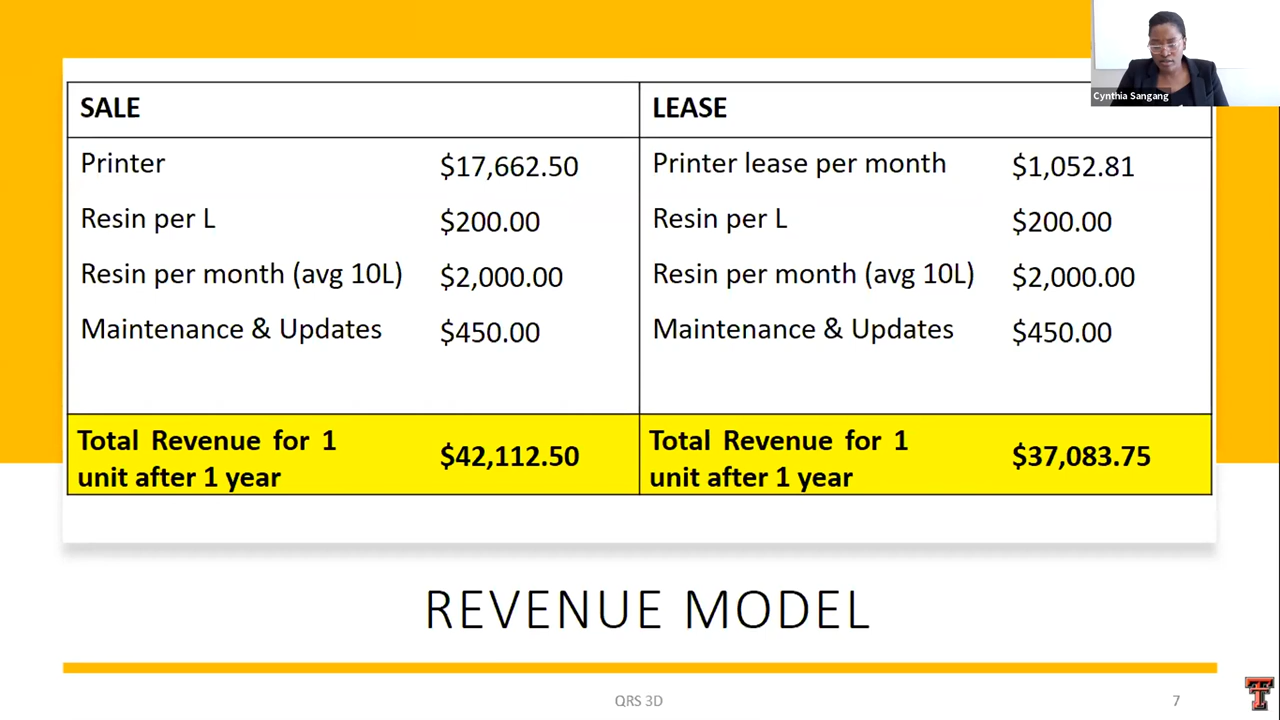 Cynthia Sangang
SALE
Printer $17,662.50
Resin per L $200.00
Resin per month (avg 10L) $2,000.00
Maintenance & Updates $450.00
Total Revenue for 1
unit after 1 year $42,112.50
LEASE
Printer lease per month $1,052.81
Resin per L $200.00
Resin per month (avg 10L) $2,000.00
Maintenance & Updates $450.00
Total Revenue for 1
unit after 1 year $37,083.75
REVENUE MODEL
QRS 3D
7